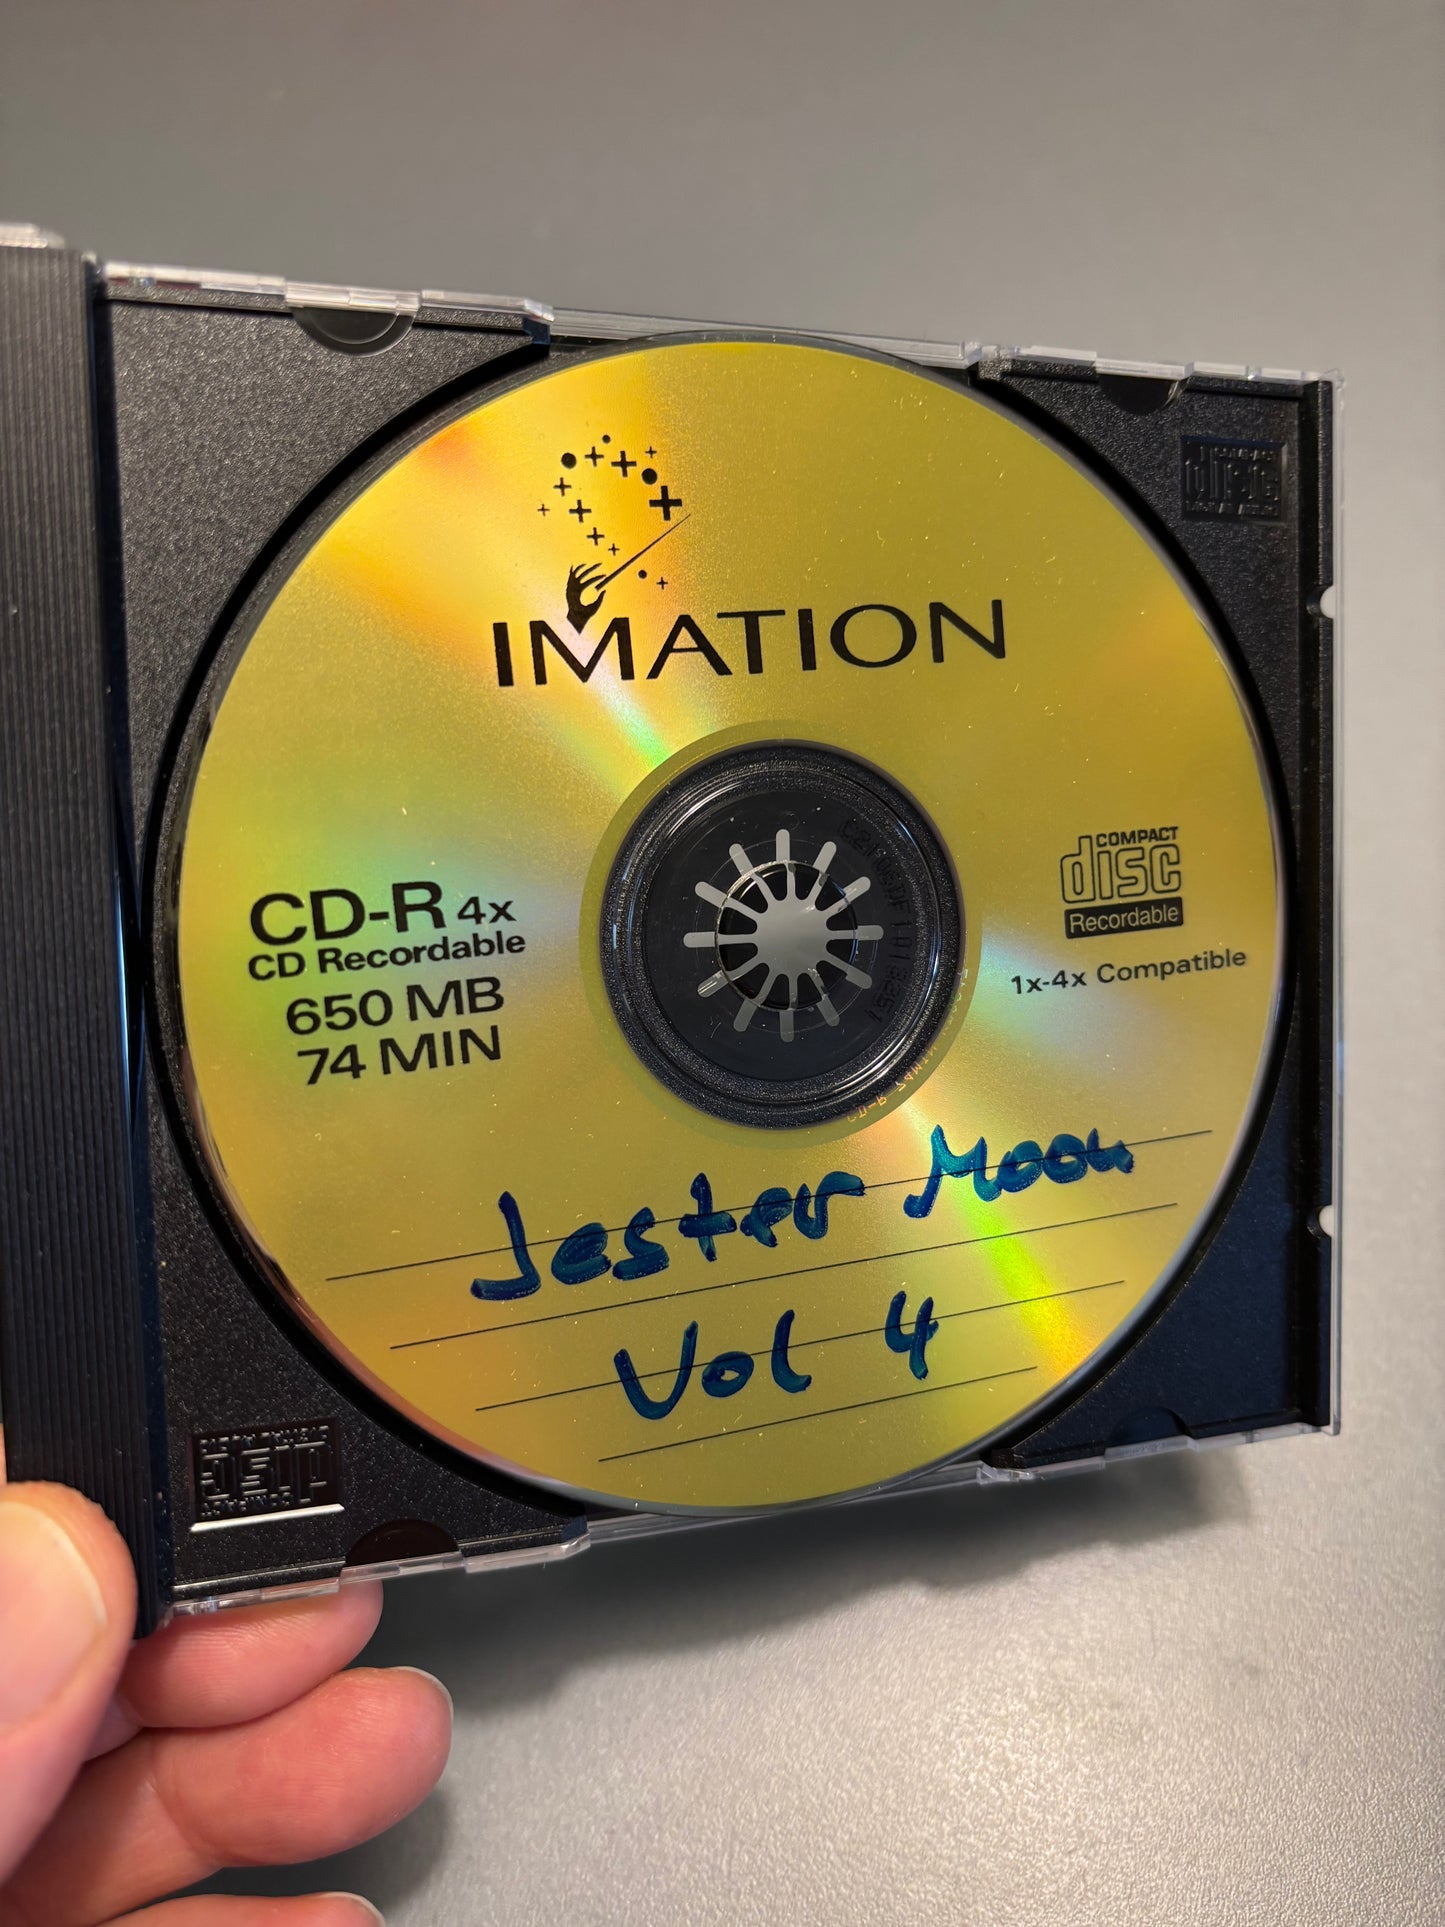 IMATION
CD-R 4x
CD Recordable
650 MB
74 MIN
COMPACT
disc
Recordable
1x-4x Compatible
Jester Moon
Vol 4